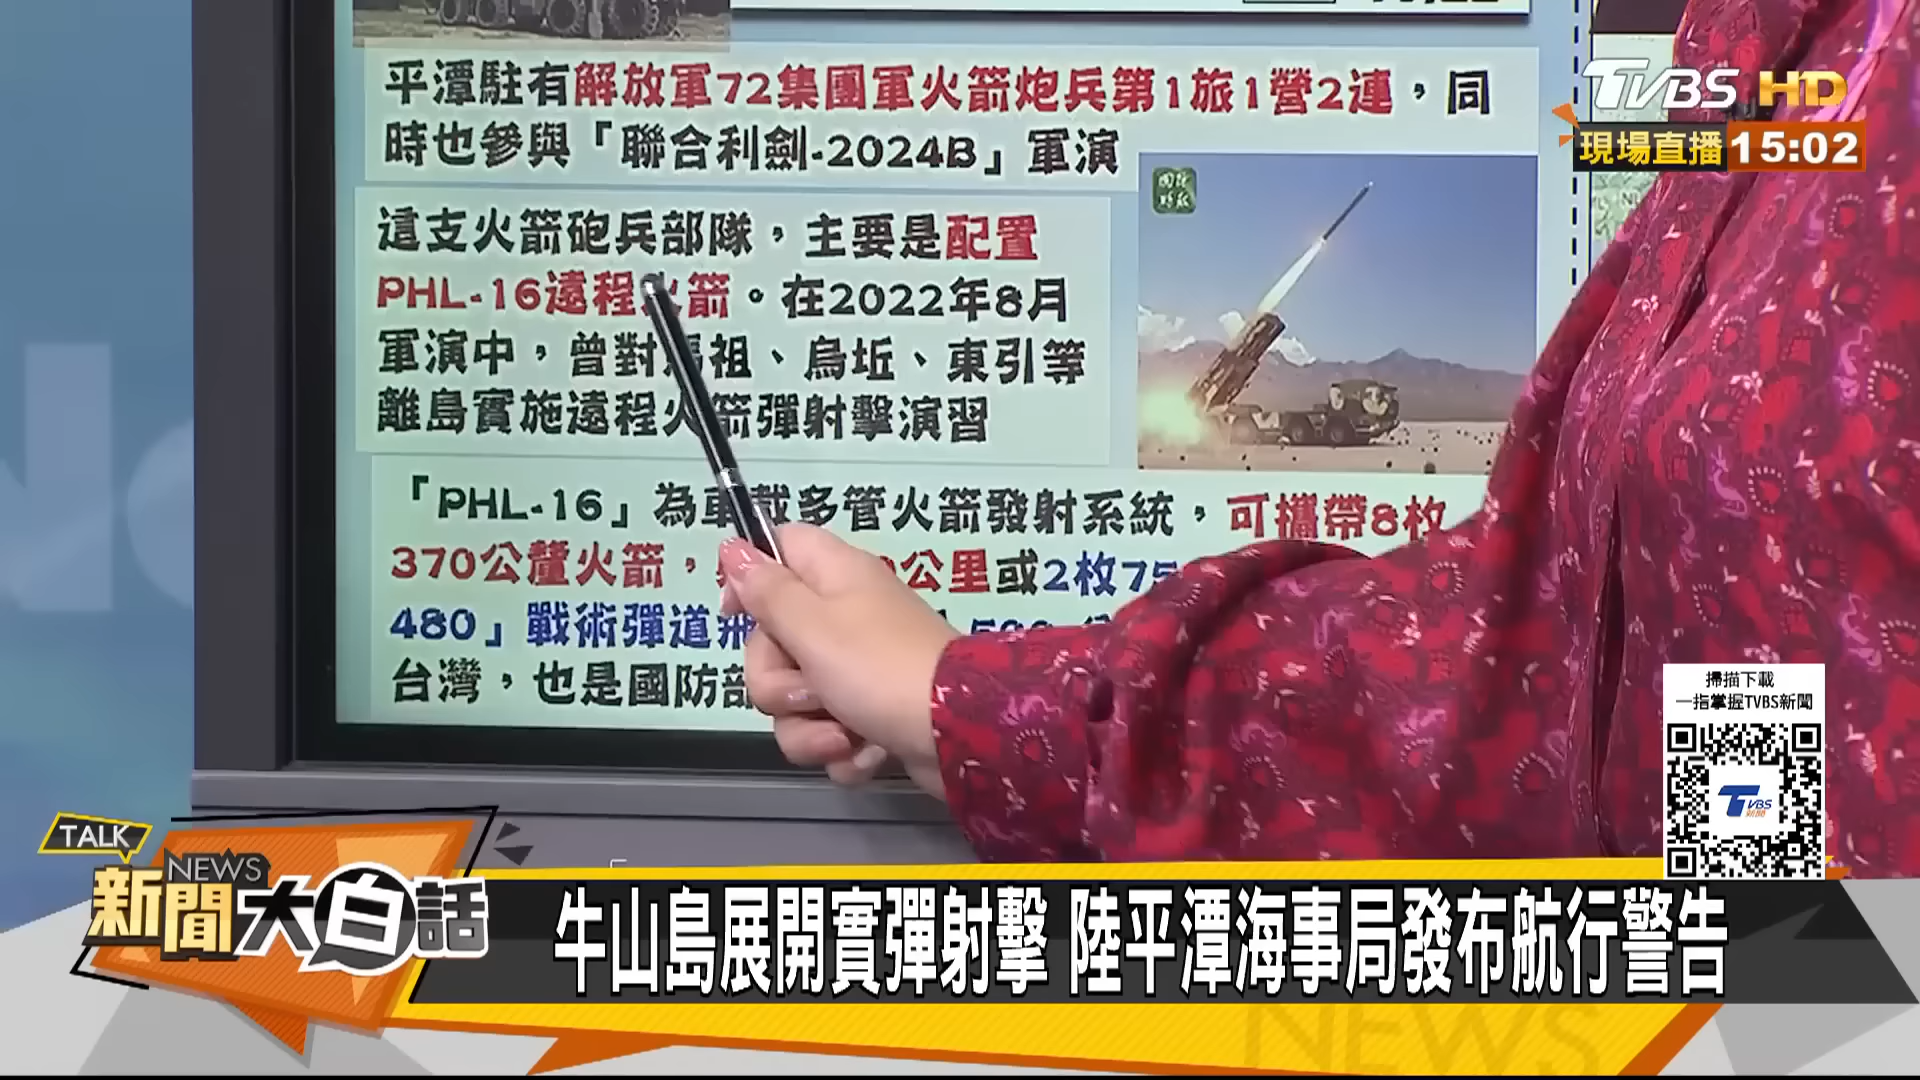 平潭駐有解放軍72集團軍火箭炮兵第1旅1營2連，同
時也參與「聯合利劍-2024B」軍演
這支火箭砲兵部隊，主要是配置
PHL-16遠程火箭。在2022年8月
軍演中，曾對馬祖、烏坵、東引等
離島實施遠程火箭彈射擊演習
「PHL-16」為車載多管火箭發射系統，可攜帶8枚
370公釐火箭，公里或2枚75
480」戰術彈道飛
台灣，也是國防部
TVBS HD
現場直播 15:02
掃描下載
一指掌握TVBS新聞
TVBS
新聞
TALK
NEWS
新聞大白話
牛山島展開實彈射擊 陸平潭海事局發布航行警告
NEWS